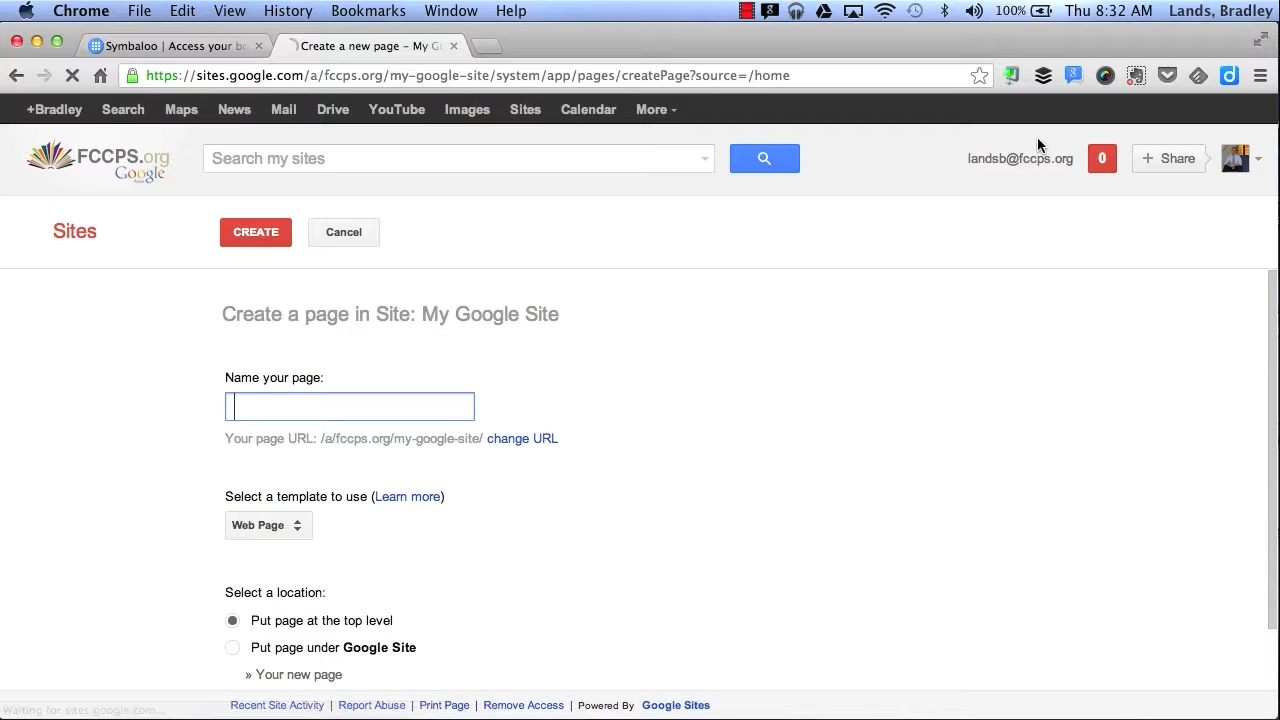 Chrome File Edit View History Bookmarks Window Help 100% Thu 8:32 AM Lands, Bradley
Symbaloo | Access your bo Create a new page – My G
https://sites.google.com/a/fccps.org/my-google-site/system/app/pages/createPage?source=/home
+Bradley Search Maps News Mail Drive YouTube Images Sites Calendar More
FCCPS.org
Google
Search my sites
landsb@fccps.org 0 + Share
Sites CREATE Cancel
Create a page in Site: My Google Site
Name your page:
Your page URL: /a/fccps.org/my-google-site/ change URL
Select a template to use (Learn more)
Web Page
Select a location:
Put page at the top level
Put page under Google Site
» Your new page
Recent Site Activity | Report Abuse | Print Page | Remove Access | Powered By Google Sites
Waiting for sites.google.com...